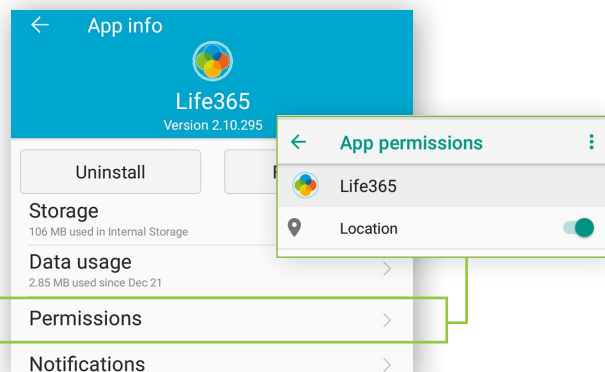 App info
Life365
Version 2.10.295
Uninstall
Storage
106 MB used in Internal Storage
Data usage
2.85 MB used since Dec 21
Permissions
Notifications
App permissions
Life365
Location